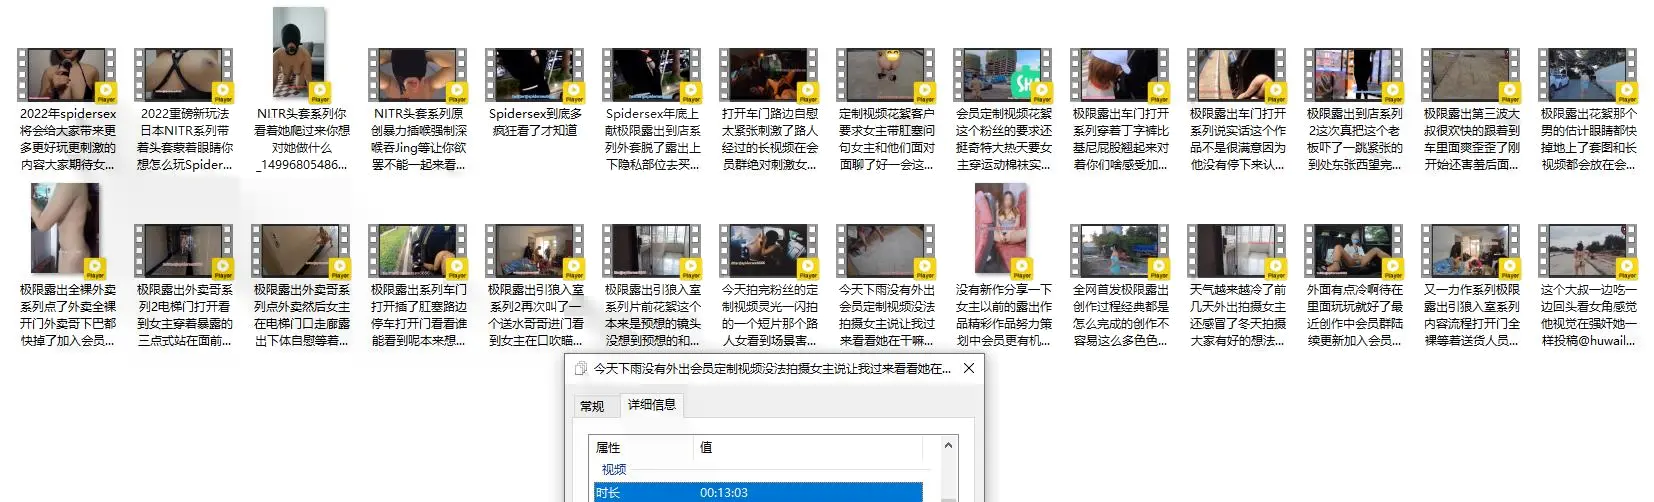 2022年spidersex
将会给大家带来更
多更好玩更刺激的
内容大家期待女...
2022重磅新玩法
日本NITR系列带
着头套蒙着眼睛你
想怎么玩Spider...
NITR头套系列你
看着她爬过来你想
对她做什么
_14996805486...
NITR头套系列原
创暴力插喉强制深
喉吞Jing等让你欲
罢不能一起来看...
Spidersex到底多
疯狂看了才知道
Spidersex年底上
献极限露出到店系
列外套脱了露出上
下隐私部位去买...
打开车门路边自慰
太紧张刺激了路人
经过的长视频在会
员群绝对刺激女...
定制视频花絮客户
要求女主带肛塞问
句女主和他们面对
面聊了好一会这...
会员定制视频花絮
这个粉丝的要求还
挺奇特大热天要女
主穿运动棉袜实...
极限露出车门打开
系列穿着丁字裤比
基尼屁股翘起来对
着你们啥感受加...
极限露出车门打开
系列说实话这个作
品不是很满意因为
他没有停下来认...
极限露出到店系列
2这次真把这个老
板吓了一跳紧张的
到处东张西望完...
极限露出第三波大
叔很欢快的跟着到
车里面爽歪歪了刚
开始还害羞后面...
极限露出花絮那个
男的估计眼睛都快
掉地上了套图和长
视频都会放在会...
极限露出全裸外卖
系列点了外卖全裸
开门外卖哥下巴都
快掉了加入会员...
极限露出外卖哥系
列2电梯门打开看
到女主穿着暴露的
三点式站在面前...
极限露出外卖哥系
列点外卖然后女主
在电梯门口走廊露
出下体自慰等着...
极限露出系列车门
打开插了肛塞路边
停车打开门看看谁
能看到呢本来想...
极限露出引狼入室
系列2再次叫了一
个送水哥哥进门看
到女主在口吹瞄...
极限露出引狼入室
系列片前花絮这个
本来是预想的镜头
没想到预想的和...
今天拍完粉丝的定
制视频灵光一闪拍
的一个短片那个路
人女看到场景害...
今天下雨没有外出
会员定制视频没法
拍摄女主说让我过
来看看她在干嘛...
没有新作分享一下
女主以前的露出作
品精彩作品努力策
划中会员更有机...
全网首发极限露出
创作过程经典都是
怎么完成的创作不
容易这么多色色...
天气越来越冷了前
几天外出拍摄女主
还感冒了冬天拍摄
大家有好的想法...
外面有点冷啊待在
里面玩玩就好了最
近创作中会员群陆
续更新加入会员...
又一力作系列极限
露出引狼入室系列
内容流程打开门全
裸等着送货人员...
这个大叔一边吃一
边回头看女角感觉
他视觉在强奸她一
样投稿@huwail...
今天下雨没有外出会员定制视频没法拍摄女主说让我过来看看她在...
常规
详细信息
属性
值
视频
时长
00:13:03